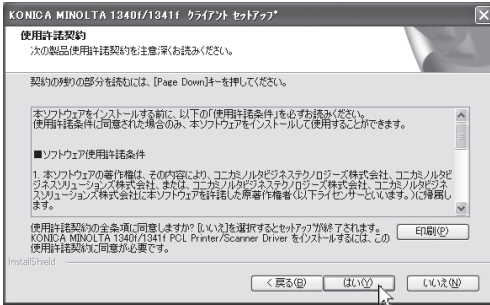 KONICA MINOLTA 1340f/1341f クライアント セットアップ
使用許諾契約
次の製品使用許諾契約を注意深くお読みください。
契約の残りの部分を読むには、[Page Down]キーを押してください。
本ソフトウェアをインストールする前に、以下の「使用許諾条件」を必ずお読みください。
使用許諾条件に同意された場合のみ、本ソフトウェアをインストールして使用することができます。
■ソフトウェア使用許諾条件
1. 本ソフトウェアの著作権は、その内容により、コニカミノルタビジネステクノロジーズ株式会社、コニカミノルタビ
ジネスソリューションズ株式会社、または、コニカミノルタビジネステクノロジーズ株式会社、コニカミノルタビジネ
スソリューションズ株式会社に本ソフトウェアを許諾した原著作権者(以下ライセンサーといいます。)に帰属し
ます。
使用許諾契約の全条項に同意しますか? [いいえ]を選択するとセットアップが終了されます。
KONICA MINOLTA 1340f/1341f PCL Printer/Scanner Driver をインストールするには、この
使用許諾契約に同意が必要です。
印刷(P)
InstallShield
< 戻る(B)
はい(Y)
いいえ(N)